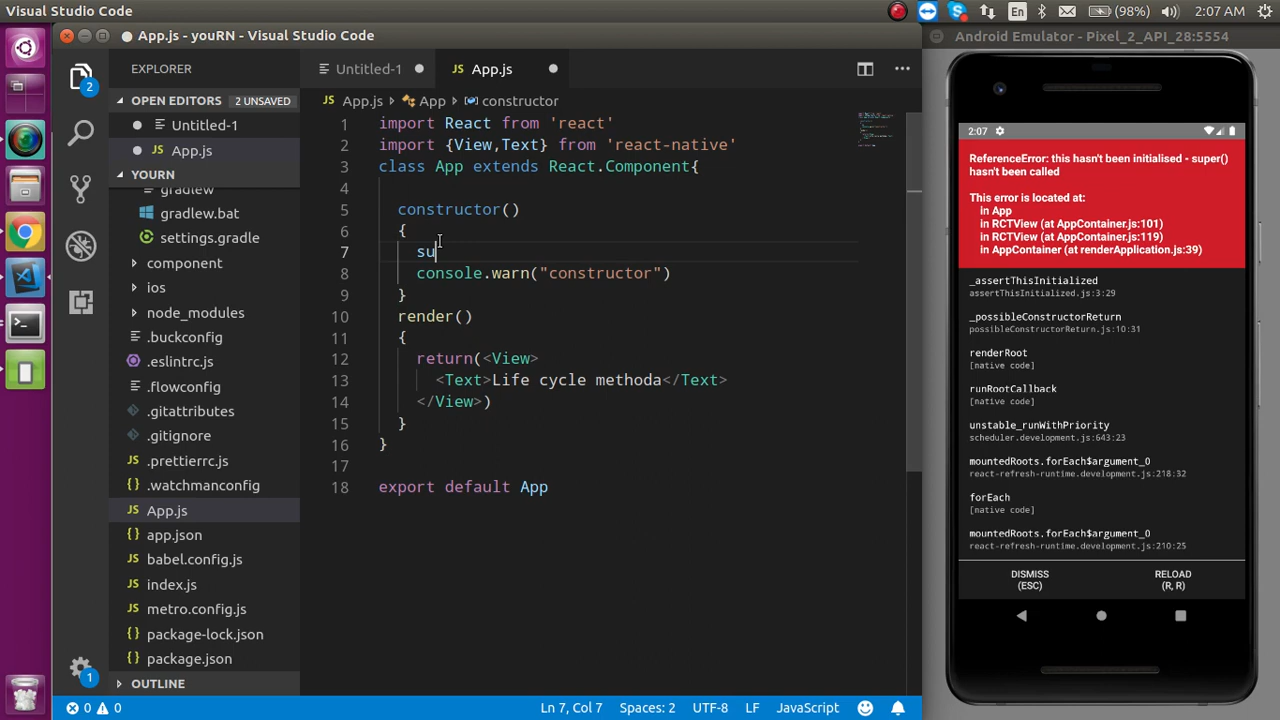 Visual Studio Code
En
(98%)
2:07 AM
App.js - youRN - Visual Studio Code
Android Emulator - Pixel_2_API_28:5554
2
EXPLORER
Untitled-1
App.js
OPEN EDITORS
2 UNSAVED
Untitled-1
App.js
YOURN
gradlew
gradlew.bat
settings.gradle
component
ios
node_modules
.buckconfig
.eslintrc.js
.flowconfig
.gitattributes
.gitignore
.prettierrc.js
.watchmanconfig
App.js
app.json
babel.config.js
index.js
metro.config.js
package-lock.json
package.json
OUTLINE
1
App.js > App > constructor
1 import React from 'react'
2 import {View,Text} from 'react-native'
3 class App extends React.Component{
4
5 constructor()
6 {
7 su
8 console.warn("constructor")
9 }
10 render()
11 {
12 return(<View>
13 <Text>Life cycle methoda</Text>
14 </View>)
15 }
16 }
17
18 export default App
0 0
Ln 7, Col 7
Spaces: 2
UTF-8
LF
JavaScript
2:07
ReferenceError: this hasn't been initialised - super()
hasn't been called
This error is located at:
in App
in RCTView (at AppContainer.js:101)
in RCTView (at AppContainer.js:119)
in AppContainer (at renderApplication.js:39)
_assertThisInitialized
assertThisInitialized.js:3:29
_possibleConstructorReturn
possibleConstructorReturn.js:10:31
renderRoot
[native code]
runRootCallback
[native code]
unstable_runWithPriority
scheduler.development.js:643:23
mountedRoots.forEach$argument_0
react-refresh-runtime.development.js:218:32
forEach
[native code]
mountedRoots.forEach$argument_0
react-refresh-runtime.development.js:210:25
DISMISS
(ESC)
RELOAD
(R, R)